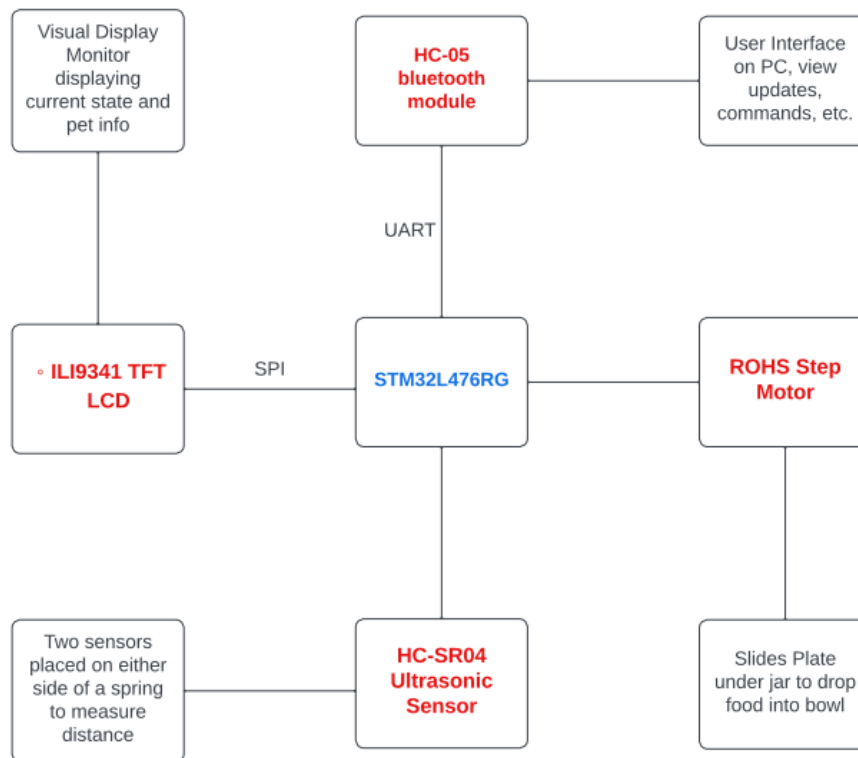 Visual Display
Monitor
displaying
current state and
pet info
HC-05
bluetooth
module
User Interface
on PC, view
updates,
commands, etc.
UART
◦ ILI9341 TFT
LCD
SPI
STM32L476RG
ROHS Step
Motor
Two sensors
placed on either
side of a spring
to measure
distance
HC-SR04
Ultrasonic
Sensor
Slides Plate
under jar to drop
food into bowl